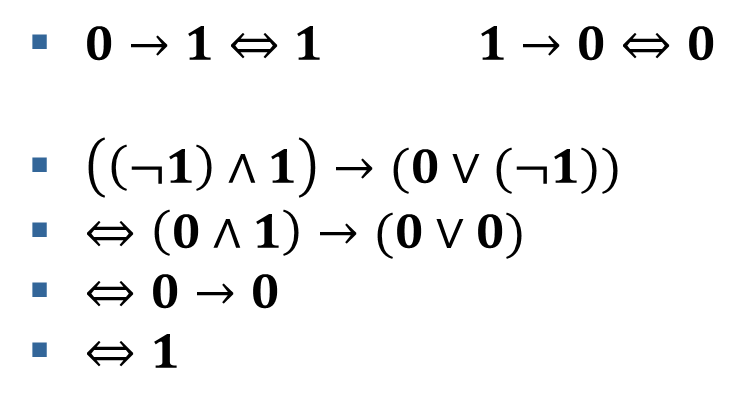 ▪ 0 → 1 ⇔ 1 1 → 0 ⇔ 0
▪ ((¬1) ∧ 1) → (0 ∨ (¬1))
▪ ⇔ (0 ∧ 1) → (0 ∨ 0)
▪ ⇔ 0 → 0
▪ ⇔ 1